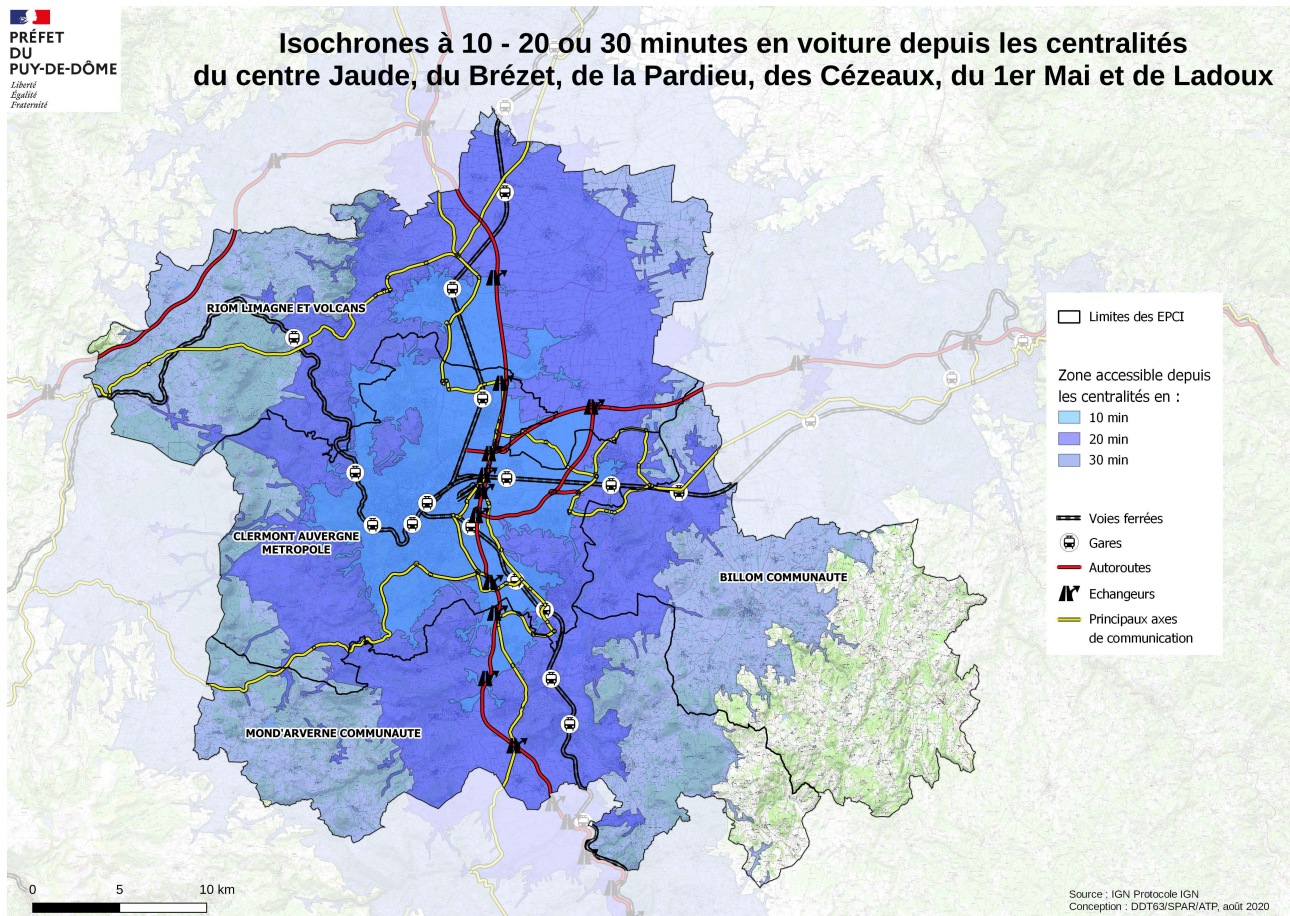 PRÉFET
DU
PUY-DE-DÔME
Liberté
Égalité
Fraternité
Isochrones à 10 - 20 ou 30 minutes en voiture depuis les centralités
du centre Jaude, du Brézet, de la Pardieu, des Cézeaux, du 1er Mai et de Ladoux
RIOM LIMAGNE ET VOLCANS
CLERMONT AUVERGNE
METROPOLE
BILLOM COMMUNAUTE
MOND'ARVERNE COMMUNAUTE
Limites des EPCI
Zone accessible depuis
les centralités en :
10 min
20 min
30 min
Voies ferrées
Gares
Autoroutes
Echangeurs
Principaux axes
de communication
0 5 10 km
Source : IGN Protocole IGN
Conception : DDT63/SPAR/ATP, août 2020